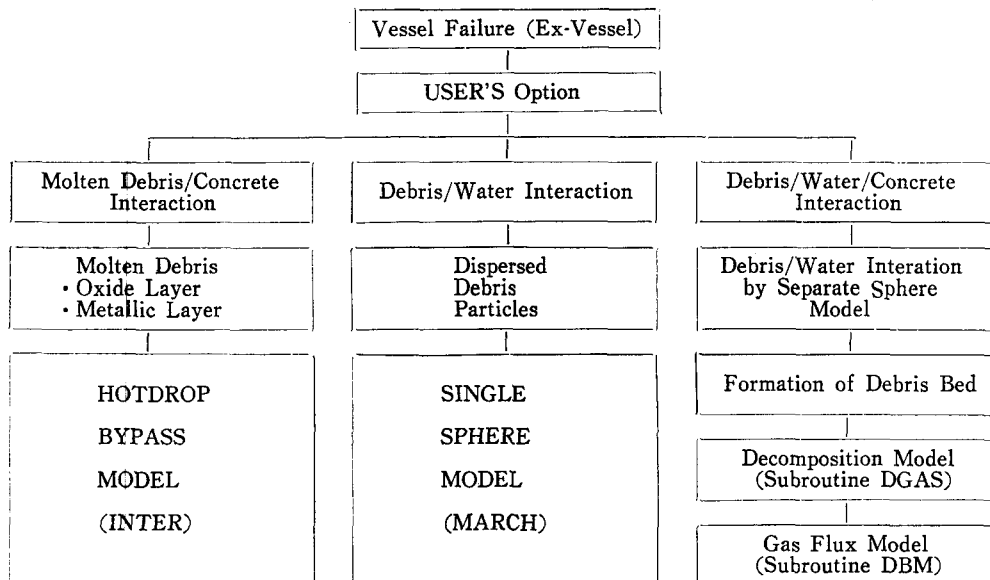 Vessel Failure (Ex-Vessel)
USER'S Option
Molten Debris/Concrete
Interaction
Molten Debris
· Oxide Layer
· Metallic Layer
HOTDROP
BYPASS
MODEL
(INTER)
Debris/Water Interaction
Dispersed
Debris
Particles
SINGLE
SPHERE
MODEL
(MARCH)
Debris/Water/Concrete
Interaction
Debris/Water Interation
by Separate Sphere
Model
Formation of Debris Bed
Decomposition Model
(Subroutine DGAS)
Gas Flux Model
(Subroutine DBM)